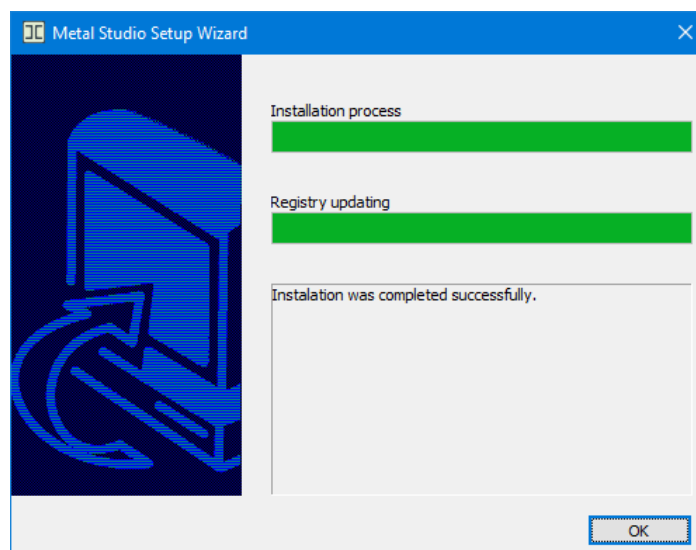 Metal Studio Setup Wizard
Installation process
Registry updating
Instalation was completed successfully.
OK